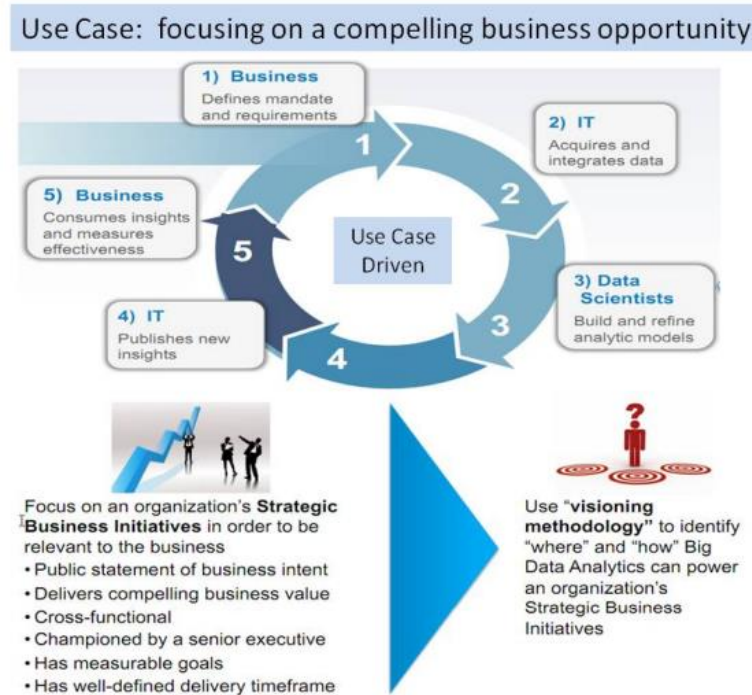 Use Case: focusing on a compelling business opportunity
1) Business
Defines mandate
and requirements
2) IT
Acquires and
integrates data
5) Business
Consumes insights
and measures
effectiveness
1
2
Use Case
Driven
5
3) Data
Scientists
Build and refine
analytic models
4) IT
Publishes new
insights
3
4
?
Focus on an organization's Strategic
Business Initiatives in order to be
relevant to the business
• Public statement of business intent
• Delivers compelling business value
• Cross-functional
• Championed by a senior executive
• Has measurable goals
• Has well-defined delivery timeframe
Use "visioning
methodology" to identify
"where" and "how" Big
Data Analytics can power
an organization's
Strategic Business
Initiatives